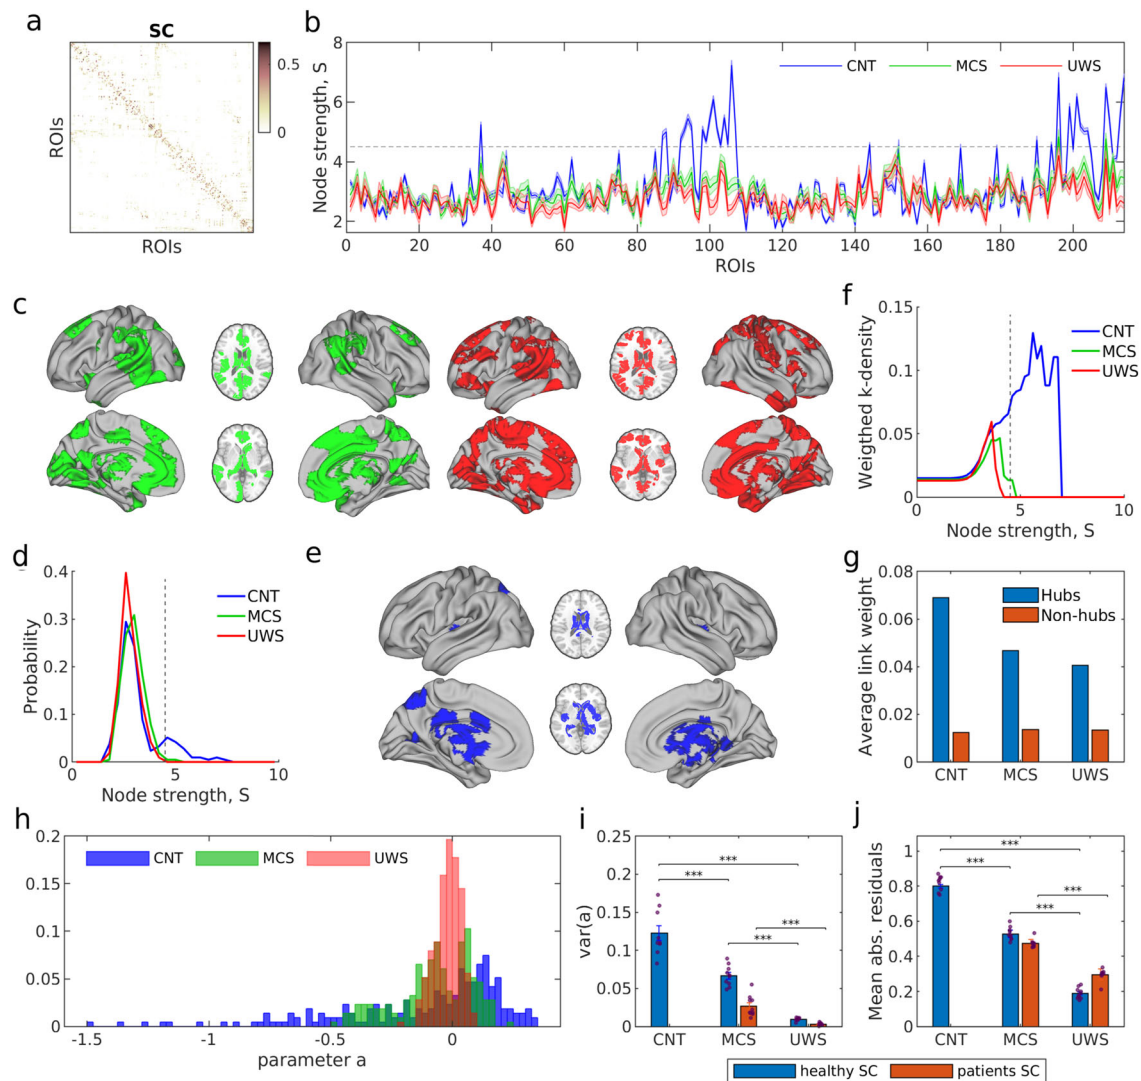 a
SC
ROIs
ROIs
0.5
0
b
Node strength, S
8
6
4
2
CNT MCS UWS
0 20 40 60 80 100 120 140 160 180 200
ROIs
c
f
Weigthed k-density
0.15
0.1
0.05
0
CNT
MCS
UWS
0 5 10
Node strength, S
d
Probability
0.4
0.3
0.2
0.1
0
CNT
MCS
UWS
0 5 10
Node strength, S
e
g
Average link weight
0.08
0.06
0.04
0.02
0
Hubs
Non-hubs
CNT MCS UWS
h
0.2
0.15
0.1
0.05
0
CNT MCS UWS
-1.5 -1 -0.5 0
parameter a
i
var(a)
0.25
0.2
0.15
0.1
0.05
0
***
***
***
***
CNT MCS UWS
j
Mean abs. residuals
1
0.8
0.6
0.4
0.2
0
***
***
***
***
CNT MCS UWS
healthy SC patients SC